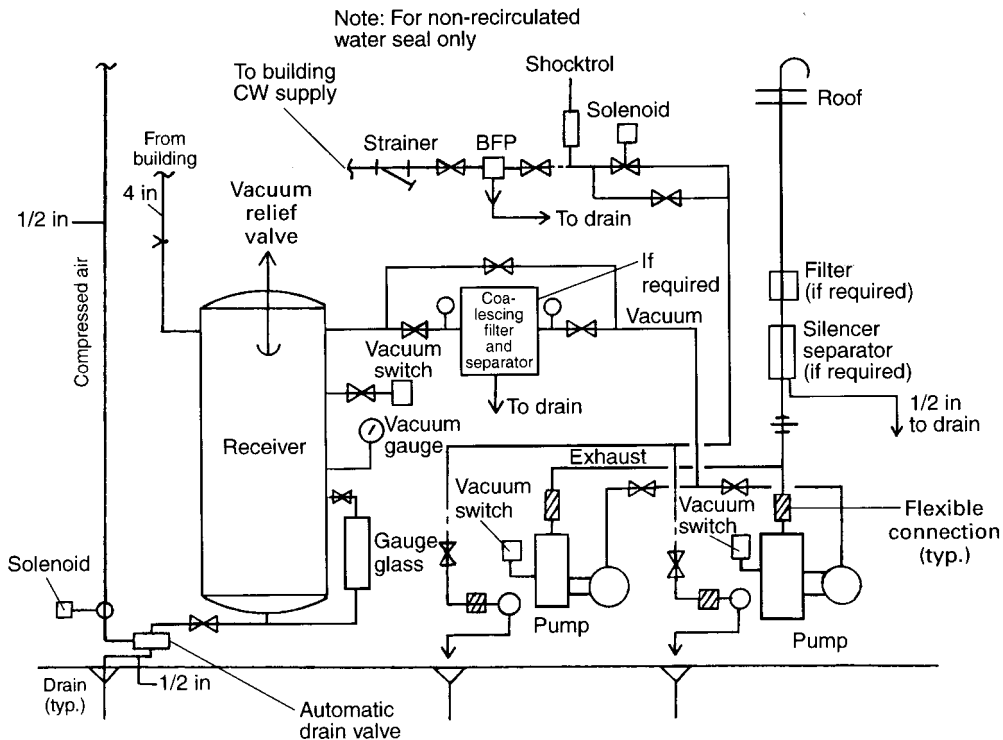 Note: For non-recirculated
water seal only
To building
CW supply
Shocktrol
Solenoid
Strainer
BFP
Roof
From
building
4 in
1/2 in
Vacuum
relief
valve
To drain
If
required
Compressed air
Coa-
lescing
filter
and
separator
Vacuum
Filter
(if required)
Silencer
separator
(if required)
Vacuum
switch
To drain
1/2 in
to drain
Vacuum
gauge
Receiver
Exhaust
Vacuum
switch
Vacuum
switch
Flexible
connection
(typ.)
Gauge
glass
Solenoid
Pump
Pump
Drain
(typ.)
1/2 in
Automatic
drain valve